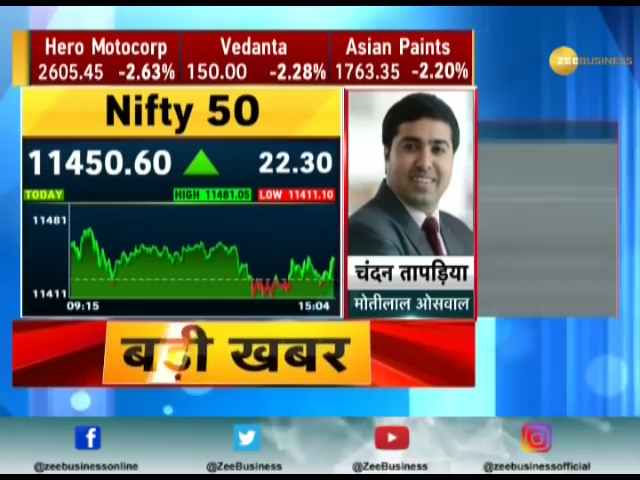 Hero Motocorp
2605.45 -2.63%
Vedanta
150.00 -2.28%
Asian Paints
1763.35 -2.20%
ZEEBUSINESS
Nifty 50
11450.60 22.30
TODAY HIGH 11481.05 LOW 11411.10
11481
11411
09:15 15:04
चंदन तापड़िया
मोतीलाल ओसवाल
बड़ी खबर
@zeebusinessonline
@ZeeBusiness
@ZeeBusiness
@zeebusinessofficial